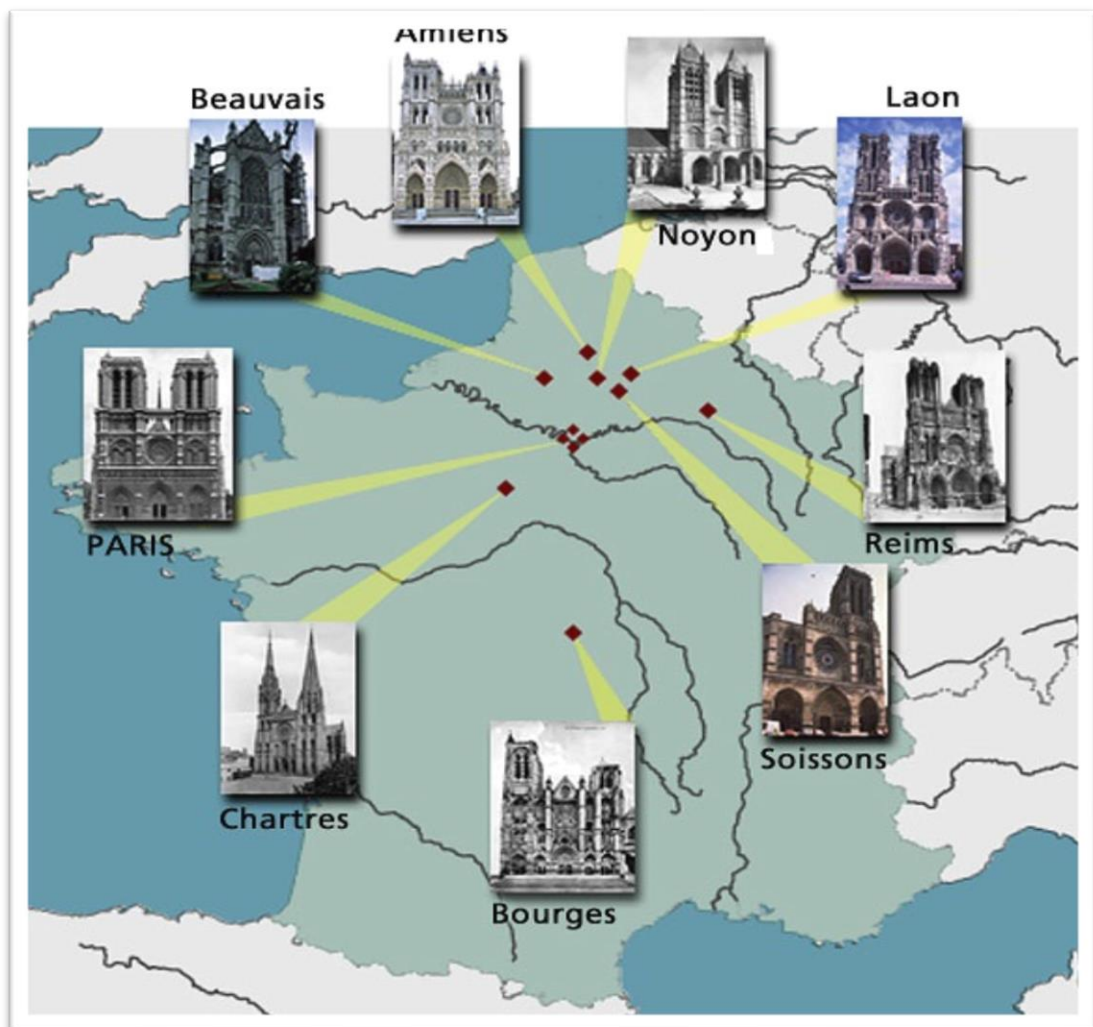 Amiens
Beauvais
Laon
Noyon
PARIS
Reims
Soissons
Chartres
Bourges